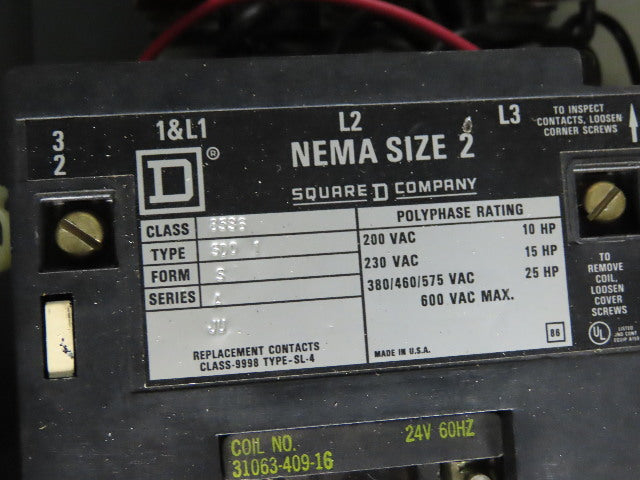 3
2
1&L1
L2
L3
TO INSPECT
CONTACTS, LOOSEN
CORNER SCREWS
NEMA SIZE 2
D ®
SQUARE D COMPANY
CLASS
TYPE
FORM S
SERIES A
JU
REPLACEMENT CONTACTS
CLASS-9998 TYPE-SL-4
POLYPHASE RATING
200 VAC 10 HP
230 VAC 15 HP
380/460/575 VAC 25 HP
600 VAC MAX.
MADE IN U.S.A.
86
TO
REMOVE
COIL,
LOOSEN
COVER
SCREWS
UL LISTED
COIL NO. 24V 60HZ
31063-409-16